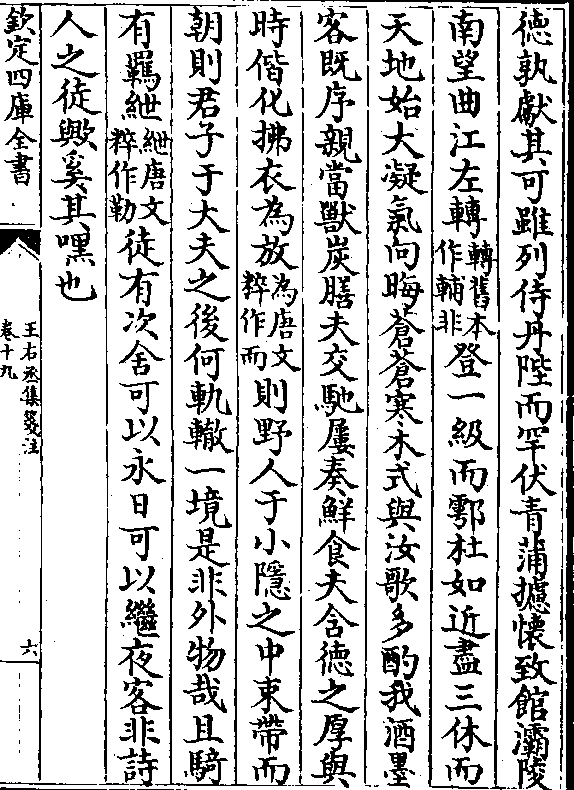 德孰獻其可雖列侍丹陛而罕伏青蒲攄懷致館灞陵
南望曲江左轉轉舊本作輔非登一級而鄠杜如近盡三休而
天地始大凝氣向晦蒼蒼寒木式與汝歌多酌我酒墨
客既序親當獸炭膳夫交馳屢奏鮮食夫含德之厚與
時偕化拂衣為放為唐文粹作而則野人于小隱之中束帶而
朝則君子于大夫之後何軌轍一境是非外物哉且騎
有羈紲紲唐文粹作勒徒有次舍可以永日可以繼夜客非詩
人之徒歟奚其嘿也
欽定四庫全書
王右丞集箋注
卷十九
六